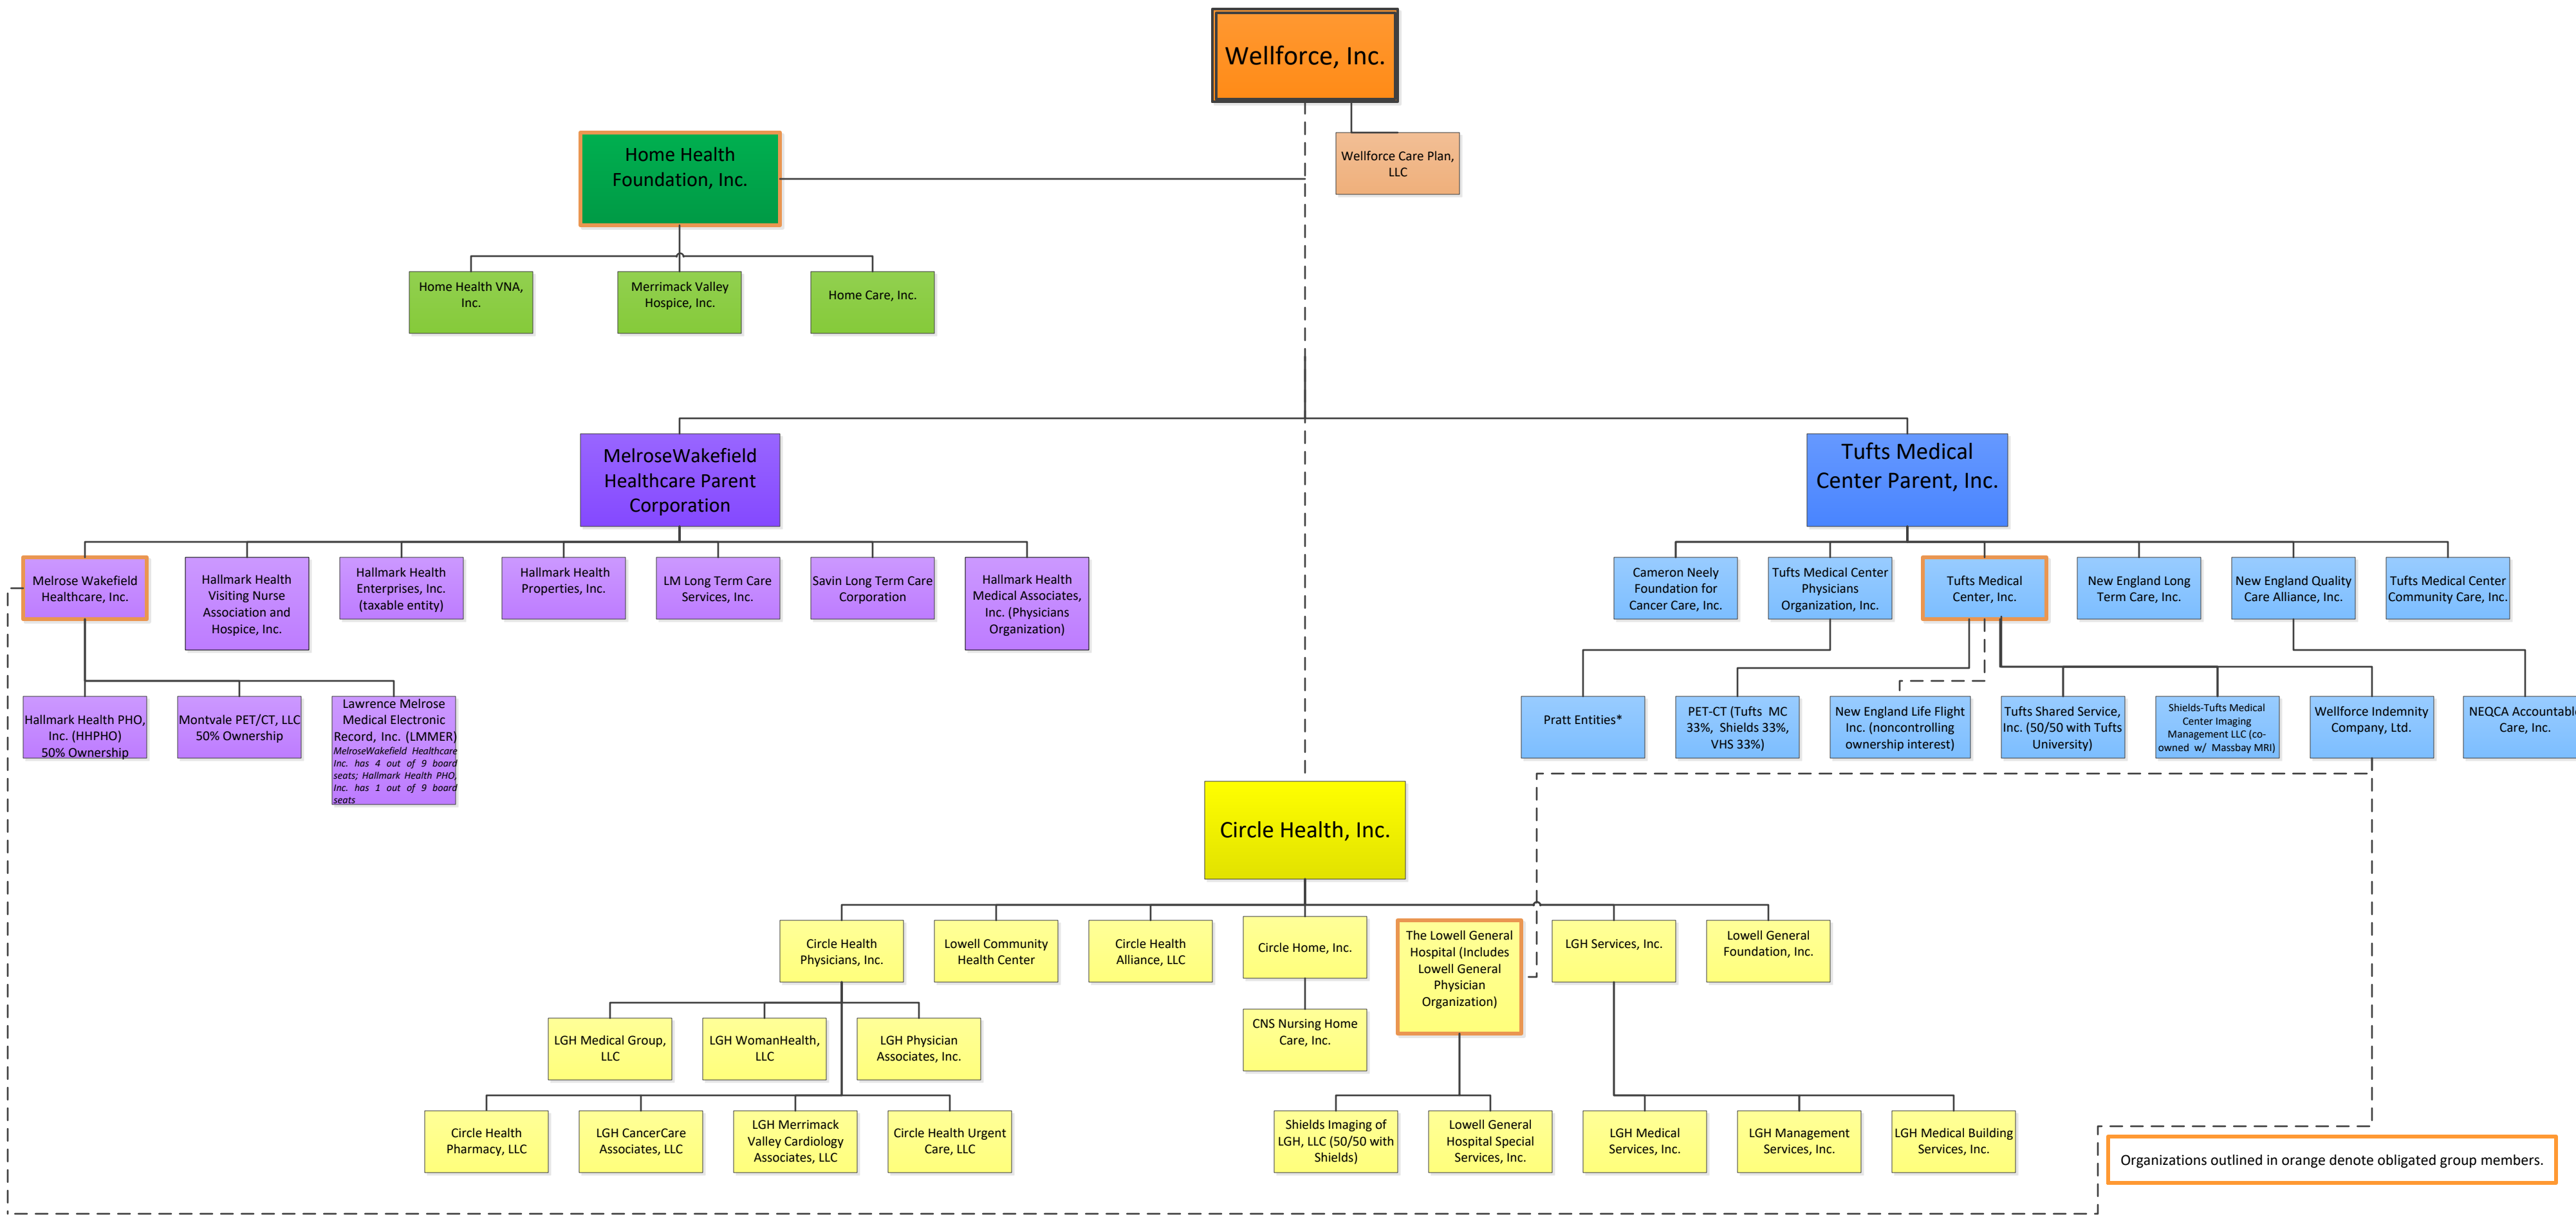 Wellforce, Inc.
Home Health
Foundation, Inc.
Wellforce Care Plan,
LLC
Home Health VNA,
Inc.
Merrimack Valley
Hospice, Inc.
Home Care, Inc.
MelroseWakefield
Healthcare Parent
Corporation
Tufts Medical
Center Parent, Inc.
Melrose Wakefield
Healthcare, Inc.
Hallmark Health
Visiting Nurse
Association and
Hospice, Inc.
Hallmark Health
Enterprises, Inc.
(taxable entity)
Hallmark Health
Properties, Inc.
LM Long Term Care
Services, Inc.
Savin Long Term Care
Corporation
Hallmark Health
Medical Associates,
Inc. (Physicians
Organization)
Cameron Neely
Foundation for
Cancer Care, Inc.
Tufts Medical Center
Physicians
Organization, Inc.
Tufts Medical
Center, Inc.
New England Long
Term Care, Inc.
New England Quality
Care Alliance, Inc.
Tufts Medical Center
Community Care, Inc.
Hallmark Health PHO,
Inc. (HHPHO)
50% Ownership
Montvale PET/CT, LLC
50% Ownership
Lawrence Melrose
Medical Electronic
Record, Inc. (LMMER)
MelroseWakefield Healthcare
Inc. has 4 out of 9 board
seats; Hallmark Health PHO,
Inc. has 1 out of 9 board
seats
Pratt Entities*
PET-CT (Tufts MC
33%, Shields 33%,
VHS 33%)
New England Life Flight
Inc. (noncontrolling
ownership interest)
Tufts Shared Service,
Inc. (50/50 with Tufts
University)
Shields-Tufts Medical
Center Imaging
Management LLC (co-
owned w/ Massbay MRI)
Wellforce Indemnity
Company, Ltd.
NEQCA Accountable
Care, Inc.
Circle Health, Inc.
Circle Health
Physicians, Inc.
Lowell Community
Health Center
Circle Health
Alliance, LLC
Circle Home, Inc.
The Lowell General
Hospital (Includes
Lowell General
Physician
Organization)
LGH Services, Inc.
Lowell General
Foundation, Inc.
LGH Medical Group,
LLC
LGH WomanHealth,
LLC
LGH Physician
Associates, Inc.
CNS Nursing Home
Care, Inc.
Circle Health
Pharmacy, LLC
LGH CancerCare
Associates, LLC
LGH Merrimack
Valley Cardiology
Associates, LLC
Circle Health Urgent
Care, LLC
Shields Imaging of
LGH, LLC (50/50 with
Shields)
Lowell General
Hospital Special
Services, Inc.
LGH Medical
Services, Inc.
LGH Management
Services, Inc.
LGH Medical Building
Services, Inc.
Organizations outlined in orange denote obligated group members.